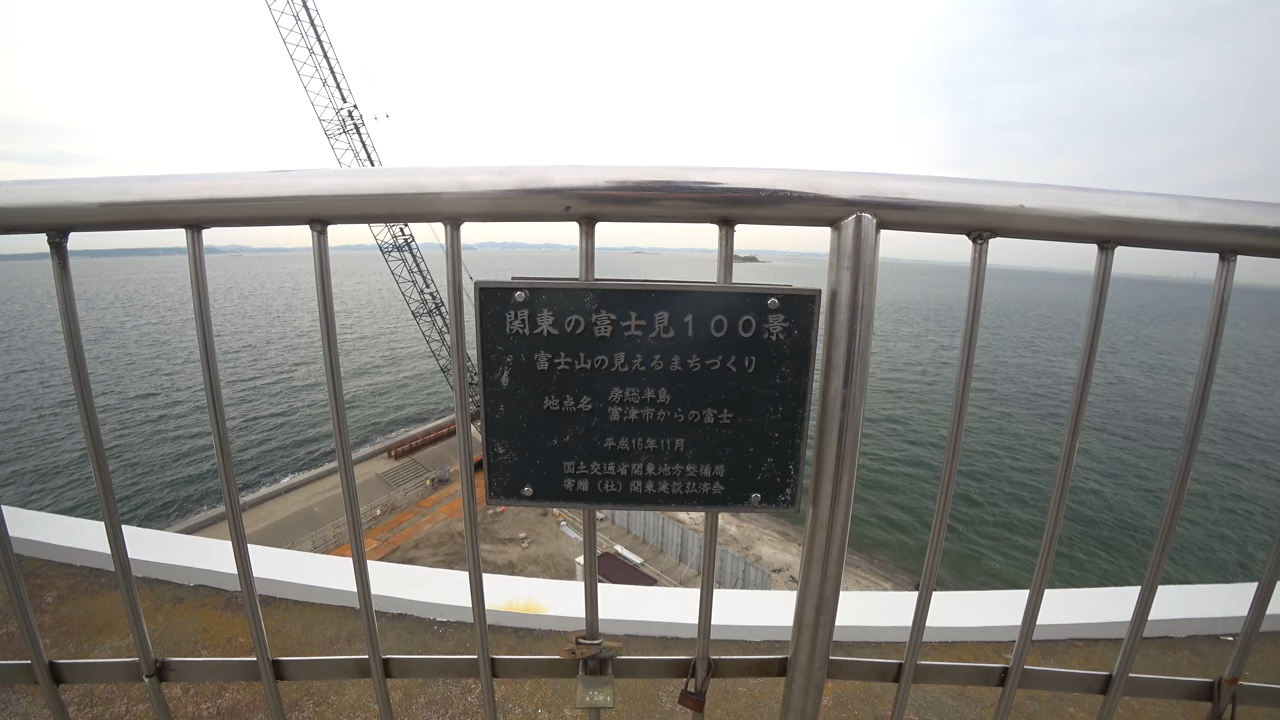 関東の富士見１００景
富士山の見えるまちづくり
地点名 房総半島
富津市からの富士
平成16年11月
国土交通省関東地方整備局
寄贈（社）関東建設弘済会